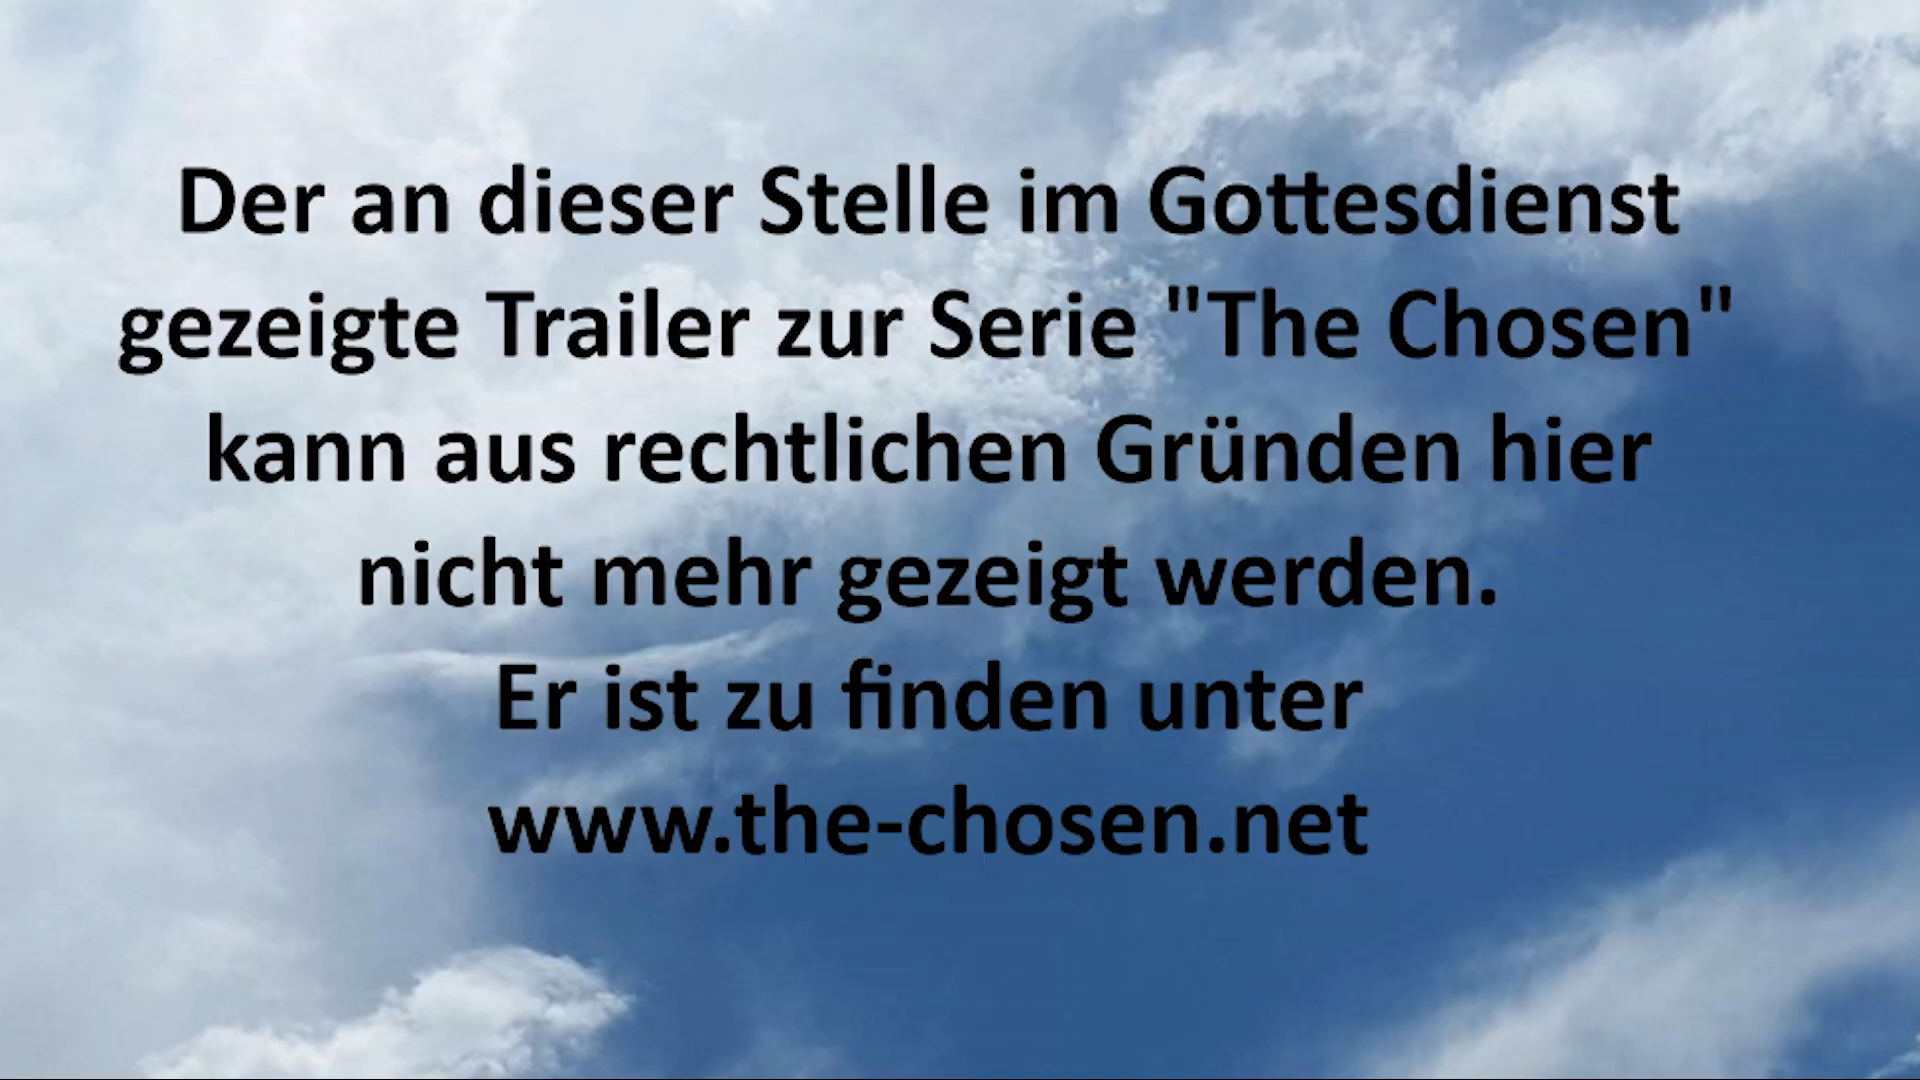 Der an dieser Stelle im Gottesdienst
gezeigte Trailer zur Serie "The Chosen"
kann aus rechtlichen Gründen hier
nicht mehr gezeigt werden.
Er ist zu finden unter
www.the-chosen.net